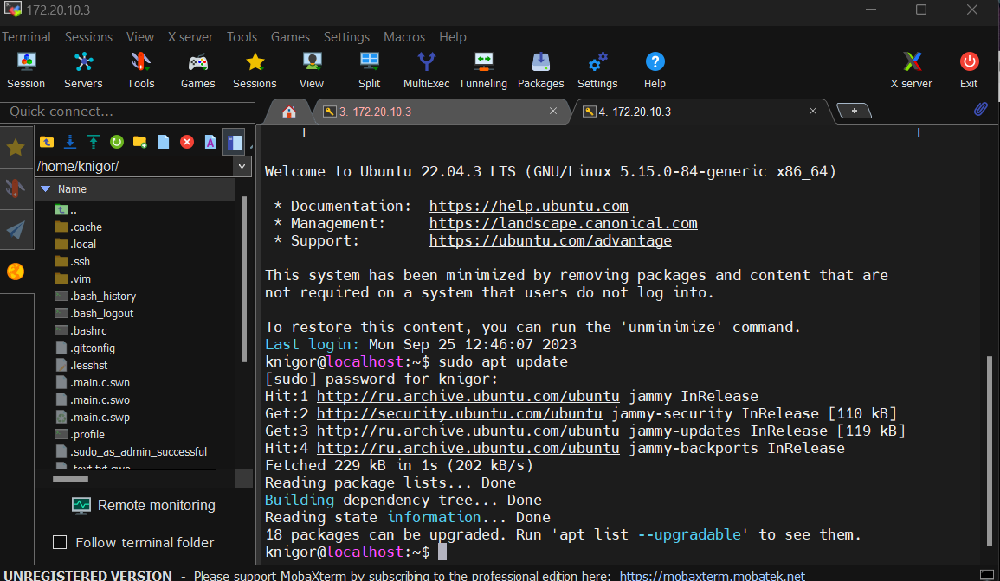 172.20.10.3
Terminal Sessions View X server Tools Games Settings Macros Help
Session Servers Tools Games Sessions View Split MultiExec Tunneling Packages Settings Help X server Exit
Quick connect...
3. 172.20.10.3
4. 172.20.10.3
/home/knigor/
Name
..
.cache
.local
.ssh
.vim
.bash_history
.bash_logout
.bashrc
.gitconfig
.lesshst
.main.c.swn
.main.c.swo
.main.c.swp
.profile
.sudo_as_admin_successful
.text.txt.swo
Remote monitoring
Follow terminal folder
Welcome to Ubuntu 22.04.3 LTS (GNU/Linux 5.15.0-84-generic x86_64)
* Documentation: https://help.ubuntu.com
* Management: https://landscape.canonical.com
* Support: https://ubuntu.com/advantage
This system has been minimized by removing packages and content that are
not required on a system that users do not log into.
To restore this content, you can run the 'unminimize' command.
Last login: Mon Sep 25 12:46:07 2023
knigor@localhost:~$ sudo apt update
[sudo] password for knigor:
Hit:1 http://ru.archive.ubuntu.com/ubuntu jammy InRelease
Get:2 http://security.ubuntu.com/ubuntu jammy-security InRelease [110 kB]
Get:3 http://ru.archive.ubuntu.com/ubuntu jammy-updates InRelease [119 kB]
Hit:4 http://ru.archive.ubuntu.com/ubuntu jammy-backports InRelease
Fetched 229 kB in 1s (202 kB/s)
Reading package lists... Done
Building dependency tree... Done
Reading state information... Done
18 packages can be upgraded. Run 'apt list --upgradable' to see them.
knigor@localhost:~$
UNREGISTERED VERSION - Please support MobaXterm by subscribing to the professional edition here: https://mobaxterm.mobatek.net